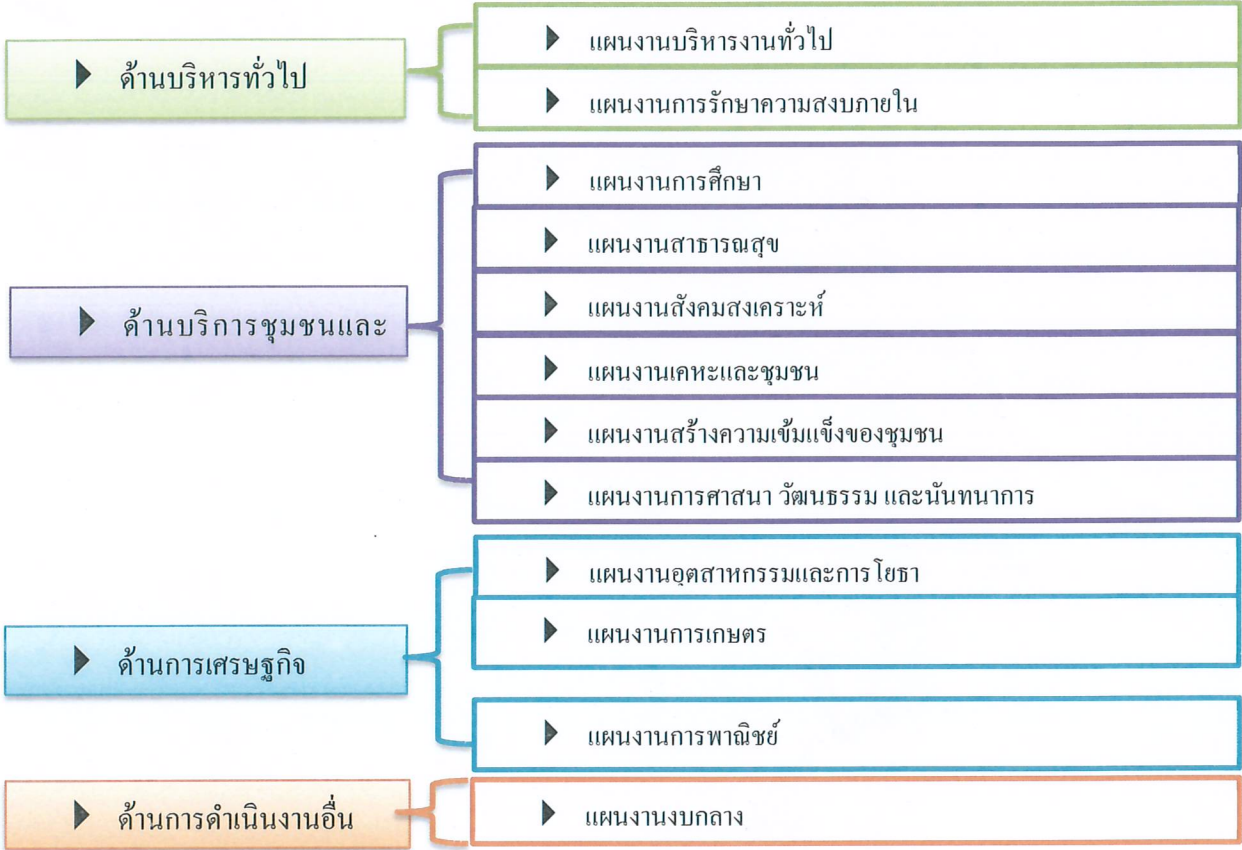 ด้านบริหารทั่วไป
แผนงานบริหารงานทั่วไป
แผนงานการรักษาความสงบภายใน
ด้านบริการชุมชนและ
แผนงานการศึกษา
แผนงานสาธารณสุข
แผนงานสังคมสงเคราะห์
แผนงานเคหะและชุมชน
แผนงานสร้างความเข้มแข็งของชุมชน
แผนงานการศาสนา วัฒนธรรม และนันทนาการ
ด้านการเศรษฐกิจ
แผนงานอุตสาหกรรมและการโยธา
แผนงานการเกษตร
แผนงานการพาณิชย์
ด้านการดำเนินงานอื่น
แผนงานงบกลาง